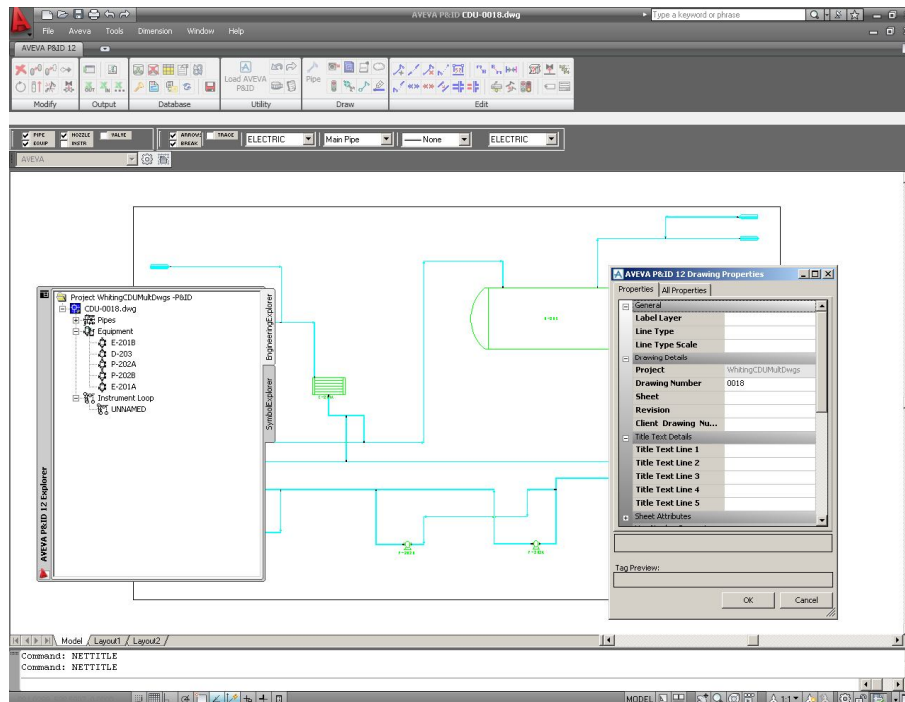 AVEVA P&ID CDU-0018.dwg
Type a keyword or phrase
File Aveva Tools Dimension Window Help
AVEVA P&ID 12
Load AVEVA P&ID
Pipe
Modify Output Database Utility Draw Edit
PIPE NOZZLE VALVE ARROWS TRACE
EQUIP INSTR BREAK
ELECTRIC Main Pipe None ELECTRIC
AVEVA
Project WhitingCDUMultDwgs -P&ID
CDU-0018.dwg
Pipes
Equipment
E-201B
D-203
P-202A
P-202B
E-201A
Instrument Loop
UNNAMED
EngineeringExplorer
SymbolExplorer
AVEVA P&ID 12 Explorer
AVEVA P&ID 12 Drawing Properties
Properties All Properties
General
Label Layer
Line Type
Line Type Scale
Drawing Details
Project WhitingCDUMultDwgs
Drawing Number 0018
Sheet
Revision
Client Drawing Nu...
Title Text Details
Title Text Line 1
Title Text Line 2
Title Text Line 3
Title Text Line 4
Title Text Line 5
Sheet Attributes
Tag Preview:
OK Cancel
Model Layout1 Layout2
Command: NETTITLE
Command: NETTITLE
MODEL 1:1